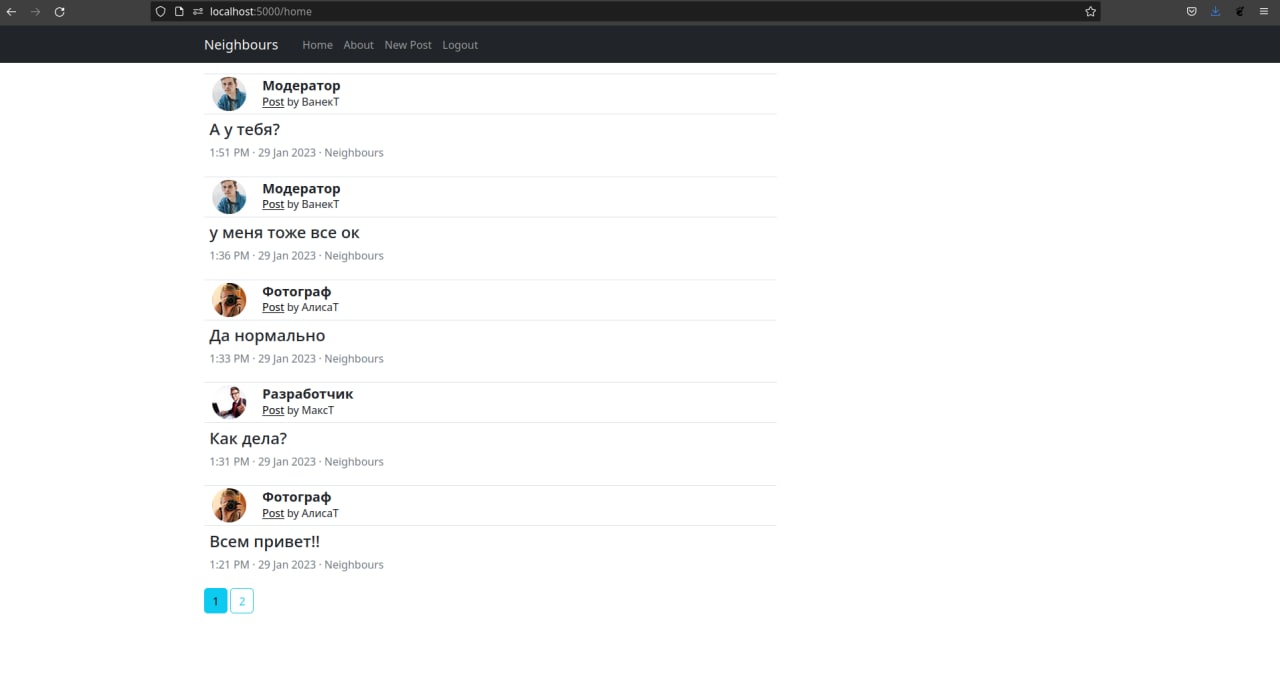 localhost:5000/home
Neighbours Home About New Post Logout
Модератор
Post by ВанекТ
А у тебя?
1:51 PM · 29 Jan 2023 · Neighbours
Модератор
Post by ВанекТ
у меня тоже все ок
1:36 PM · 29 Jan 2023 · Neighbours
Фотограф
Post by АлисаТ
Да нормально
1:33 PM · 29 Jan 2023 · Neighbours
Разработчик
Post by МаксТ
Как дела?
1:31 PM · 29 Jan 2023 · Neighbours
Фотограф
Post by АлисаТ
Всем привет!!
1:21 PM · 29 Jan 2023 · Neighbours
1 2